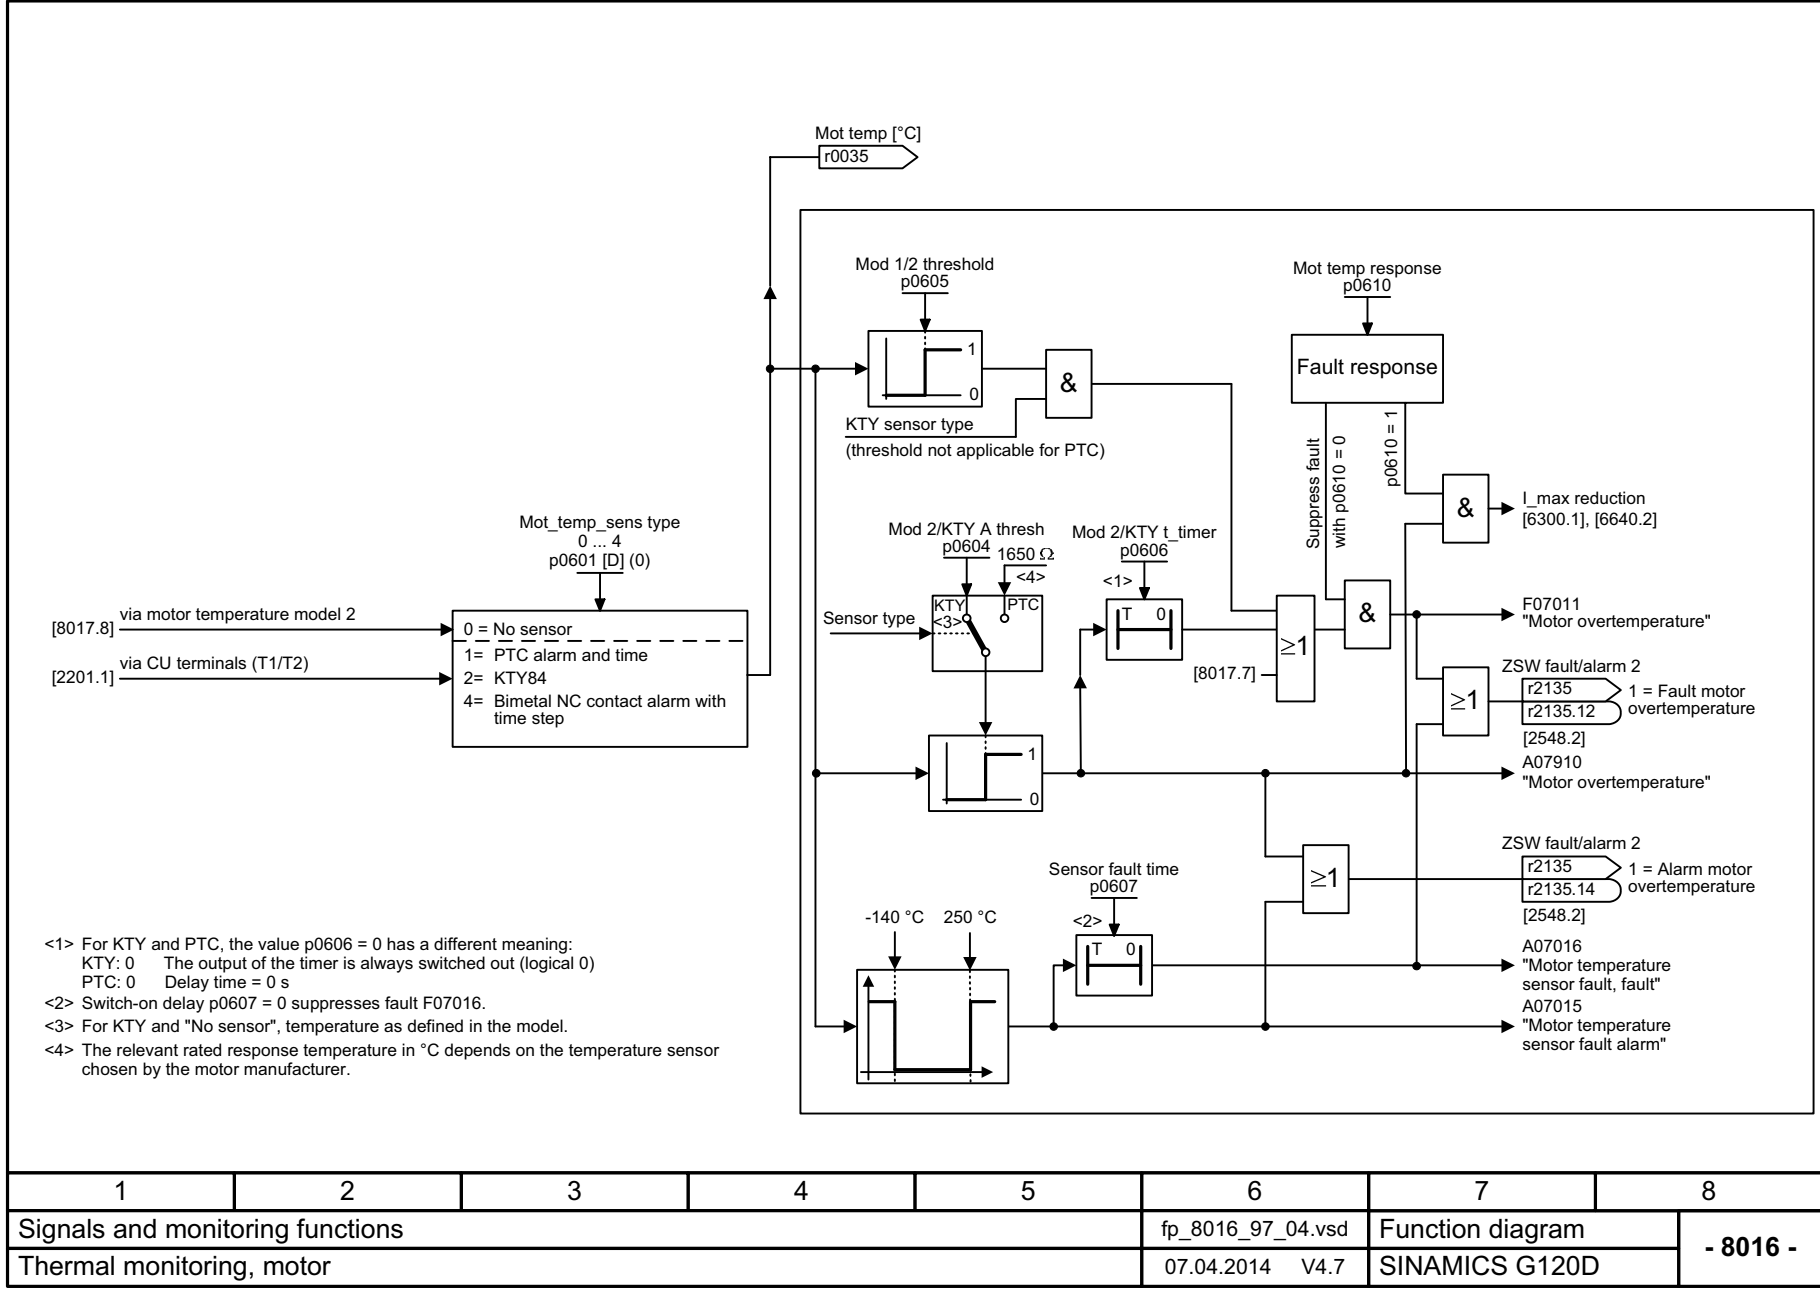 Mot temp [°C]
r0035
Mod 1/2 threshold
p0605
1
0
&
KTY sensor type
(threshold not applicable for PTC)
Mot temp response
p0610
Fault response
Suppress fault
with p0610 = 0
p0610 = 1
&
I_max reduction
[6300.1], [6640.2]
Mot_temp_sens type
0 ... 4
p0601 [D] (0)
[8017.8]
via motor temperature model 2
[2201.1]
via CU terminals (T1/T2)
0 = No sensor
1= PTC alarm and time
2= KTY84
4= Bimetal NC contact alarm with
time step
Mod 2/KTY A thresh
p0604
1650 Ω
<4>
KTY
<3>
PTC
Sensor type
Mod 2/KTY t_timer
p0606
<1>
T 0
[8017.7]
≥1
&
F07011
"Motor overtemperature"
ZSW fault/alarm 2
≥1
r2135
r2135.12
1 = Fault motor
overtemperature
[2548.2]
1
0
A07910
"Motor overtemperature"
ZSW fault/alarm 2
≥1
r2135
r2135.14
1 = Alarm motor
overtemperature
[2548.2]
Sensor fault time
p0607
<2>
T 0
-140 °C 250 °C
A07016
"Motor temperature
sensor fault, fault"
A07015
"Motor temperature
sensor fault alarm"
<1> For KTY and PTC, the value p0606 = 0 has a different meaning:
KTY: 0 The output of the timer is always switched out (logical 0)
PTC: 0 Delay time = 0 s
<2> Switch-on delay p0607 = 0 suppresses fault F07016.
<3> For KTY and "No sensor", temperature as defined in the model.
<4> The relevant rated response temperature in °C depends on the temperature sensor
chosen by the motor manufacturer.
1 2 3 4 5 6 7 8
Signals and monitoring functions
fp_8016_97_04.vsd
Function diagram
- 8016 -
Thermal monitoring, motor
07.04.2014 V4.7
SINAMICS G120D